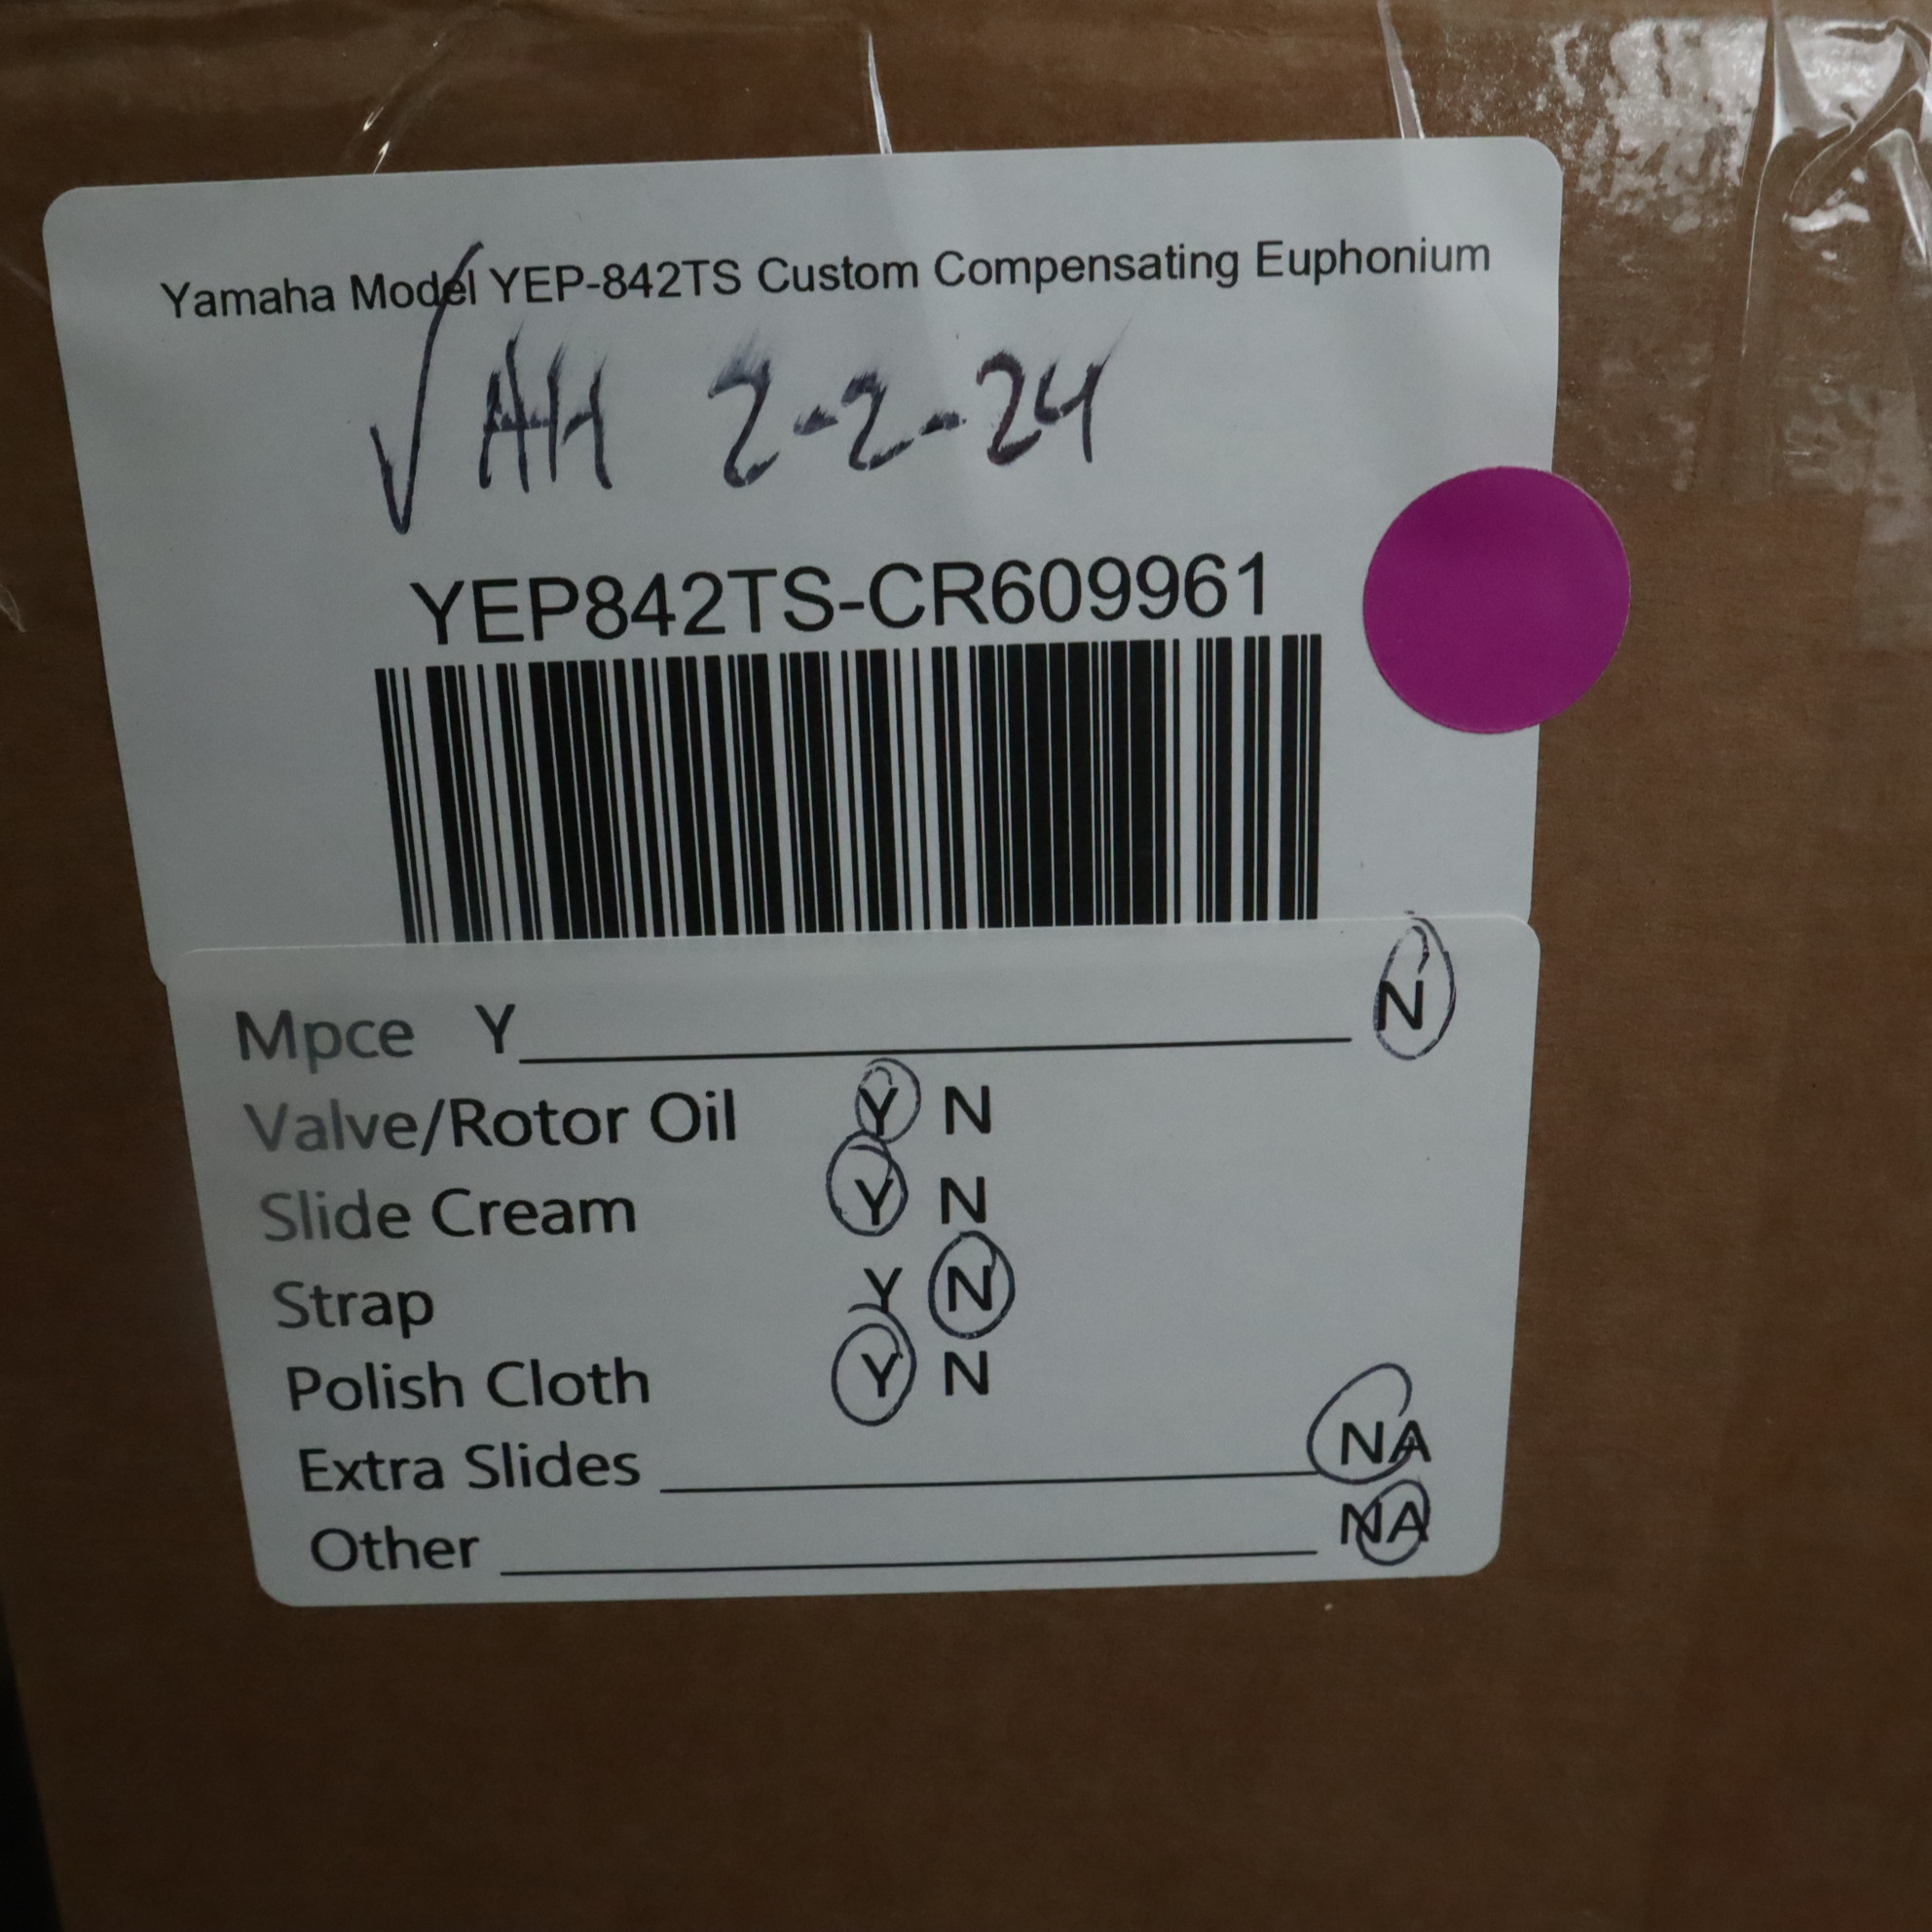 Yamaha Model YEP-842TS Custom Compensating Euphonium
√ AH 2-2-24
YEP842TS-CR609961
Mpce Y N
Valve/Rotor Oil Y N
Slide Cream Y N
Strap Y N
Polish Cloth Y N
Extra Slides NA
Other NA